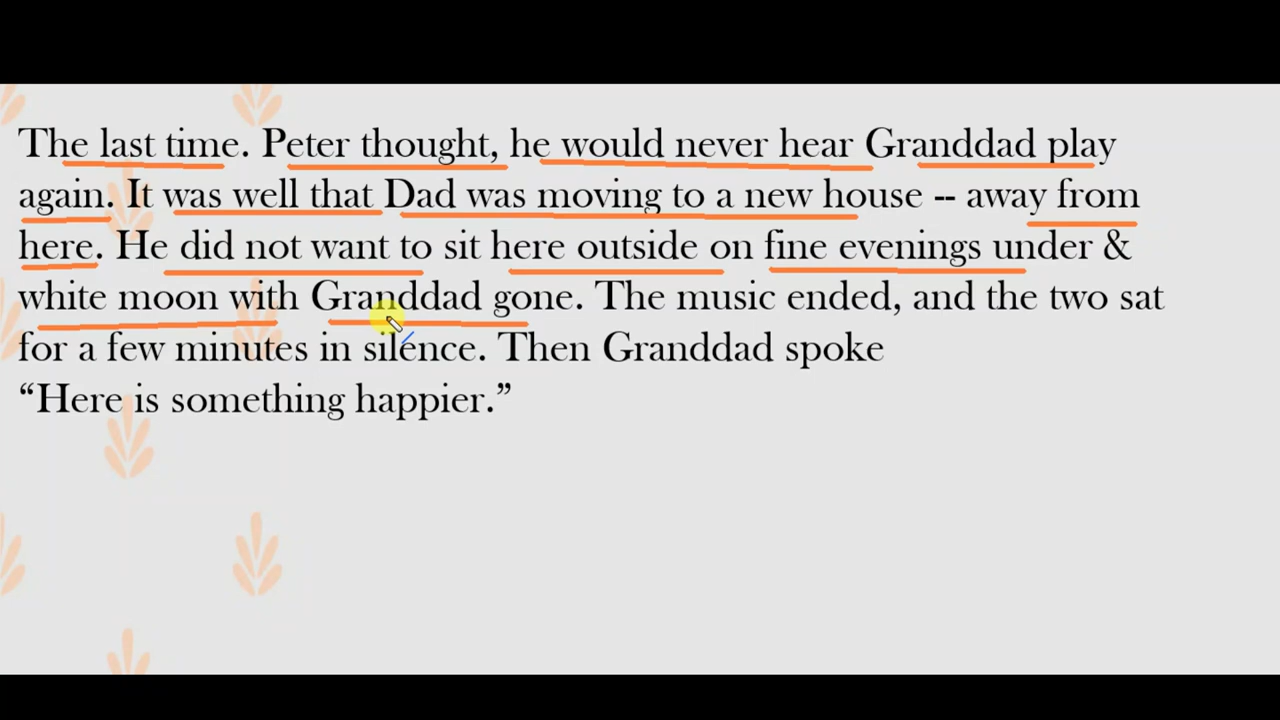 The last time. Peter thought, he would never hear Granddad play
again. It was well that Dad was moving to a new house -- away from
here. He did not want to sit here outside on fine evenings under &
white moon with Granddad gone. The music ended, and the two sat
for a few minutes in silence. Then Granddad spoke
“Here is something happier.”